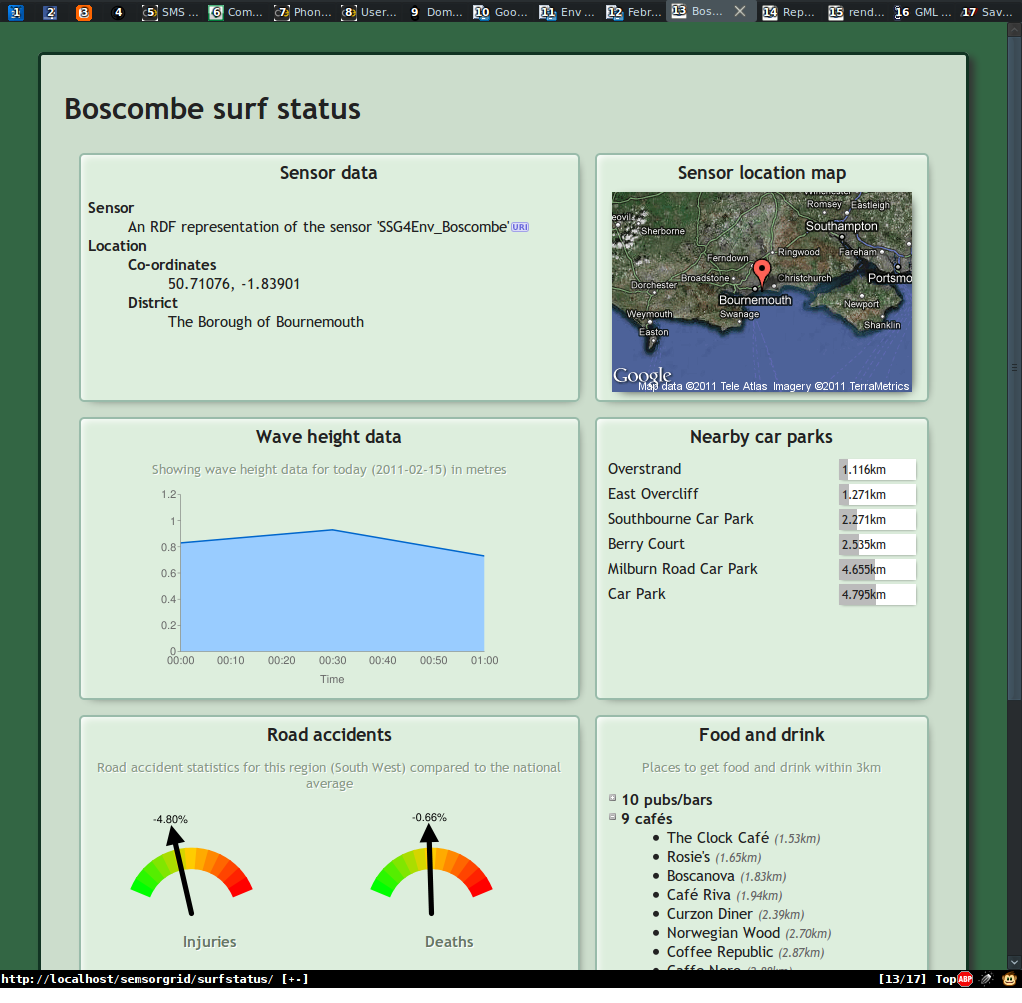 1 2 3 4 5 SMS ... 6 Com... 7 Phon... 8 User... 9 Dom... 10 Goo... 11 Env ... 12 Febr... 13 Bos... 14 Rep... 15 rend... 16 GML ... 17 Sav...
Boscombe surf status
Sensor data
Sensor
An RDF representation of the sensor 'SSG4Env_Boscombe' URI
Location
Co-ordinates
50.71076, -1.83901
District
The Borough of Bournemouth
Sensor location map
Romsey
Eastleigh
Sherborne
Southampton
Ringwood
Fareham
Ferndown
Broadstone
Christchurch
Portsmo
Dorchester
Bournemouth
Newport
Weymouth
Swanage
Shanklin
Easton
Google
Map data ©2011 Tele Atlas Imagery ©2011 TerraMetrics
Wave height data
Showing wave height data for today (2011-02-15) in metres
1.2
1
0.8
0.6
0.4
0.2
0
00:00 00:10 00:20 00:30 00:40 00:50 01:00
Time
Nearby car parks
Overstrand 1.116km
East Overcliff 1.271km
Southbourne Car Park 2.271km
Berry Court 2.535km
Milburn Road Car Park 4.655km
Car Park 4.795km
Road accidents
Road accident statistics for this region (South West) compared to the national
average
-4.80%
-0.66%
Injuries
Deaths
Food and drink
Places to get food and drink within 3km
10 pubs/bars
9 cafés
The Clock Café (1.53km)
Rosie's (1.65km)
Boscanova (1.83km)
Café Riva (1.94km)
Curzon Diner (2.39km)
Norwegian Wood (2.70km)
Coffee Republic (2.87km)
http://localhost/semsorgrid/surfstatus/ [+-] [13/17] Top ABP